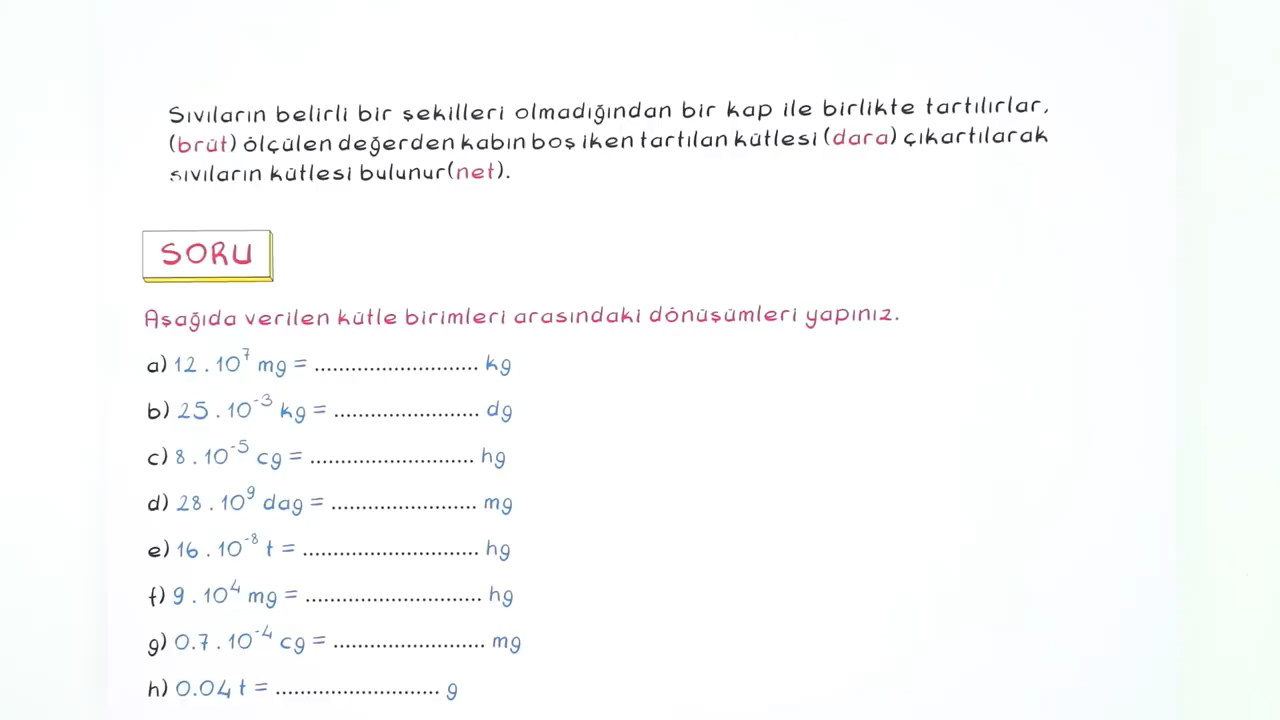 Sıvıların belirli bir şekilleri olmadığından bir kap ile birlikte tartılırlar,
(brüt) ölçülen değerden kabın boş iken tartılan kütlesi (dara) çıkartılarak
sıvıların kütlesi bulunur(net).
SORU
Aşağıda verilen kütle birimleri arasındaki dönüşümleri yapınız.
a) 12 . 10⁷ mg = ........................... kg
b) 25 . 10⁻³ kg = ........................ dg
c) 8 . 10⁻⁵ cg = ........................... hg
d) 28 . 10⁹ dag = ........................ mg
e) 16 . 10⁻⁸ t = ............................. hg
f) 9 . 10⁴ mg = ............................. hg
g) 0.7 . 10⁻⁴ cg = ......................... mg
h) 0.04 t = ........................... g